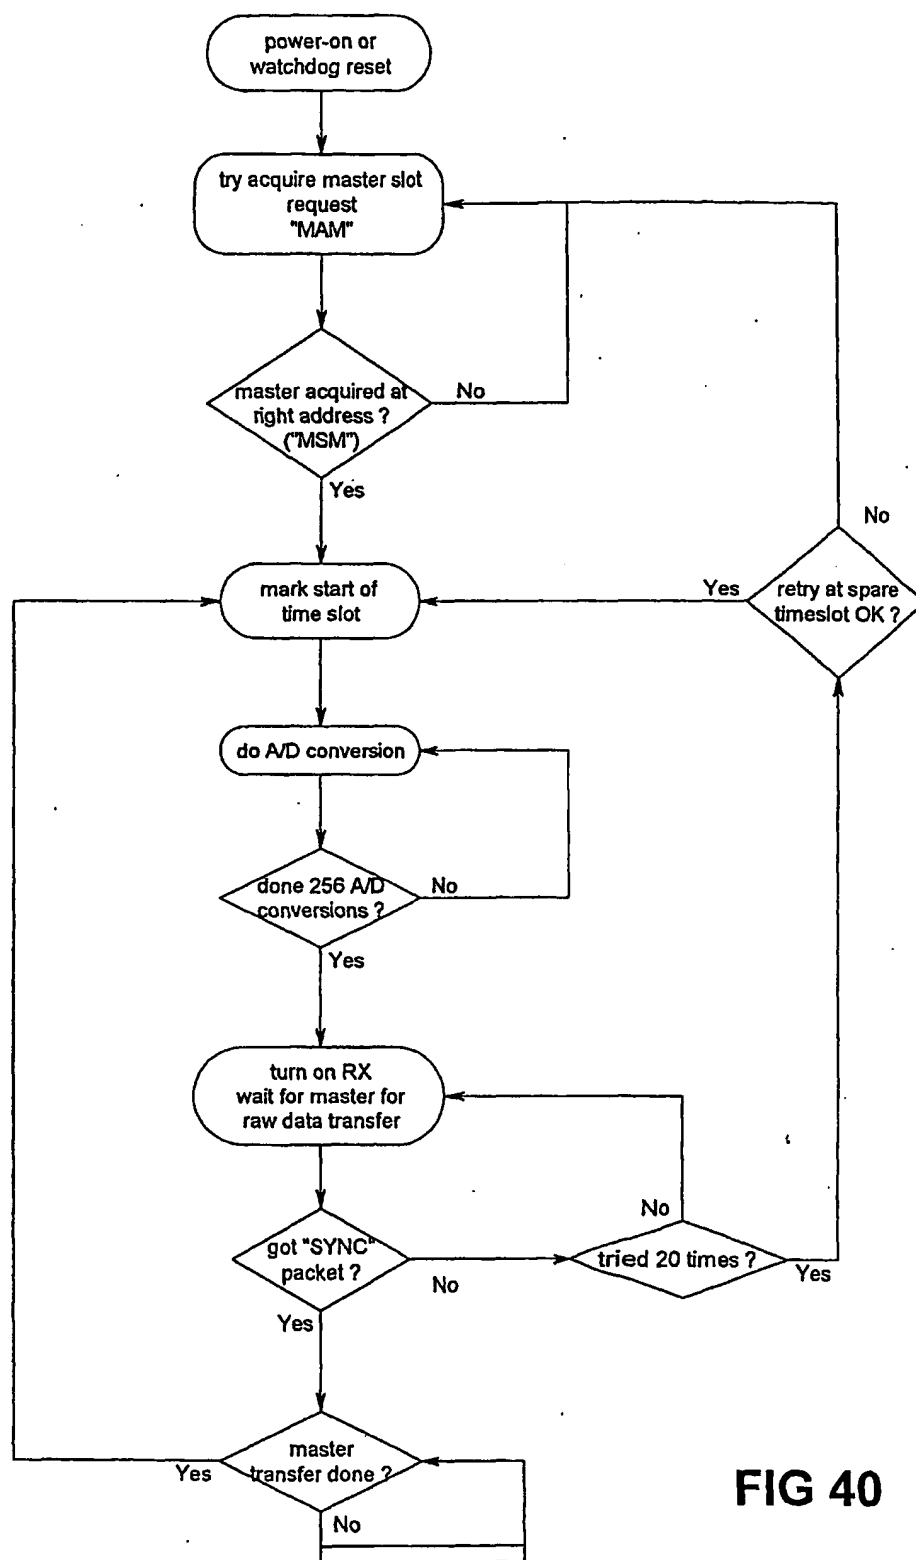 power-on or
watchdog reset
try acquire master slot
request
"MAM"
master acquired at
right address ?
("MSM")
No
Yes
No
mark start of
time slot
Yes
retry at spare
timeslot OK ?
do A/D conversion
done 256 A/D
conversions ?
No
Yes
turn on RX
wait for master for
raw data transfer
No
got "SYNC"
packet ?
No
tried 20 times ?
Yes
Yes
master
transfer done ?
Yes
No
FIG 40